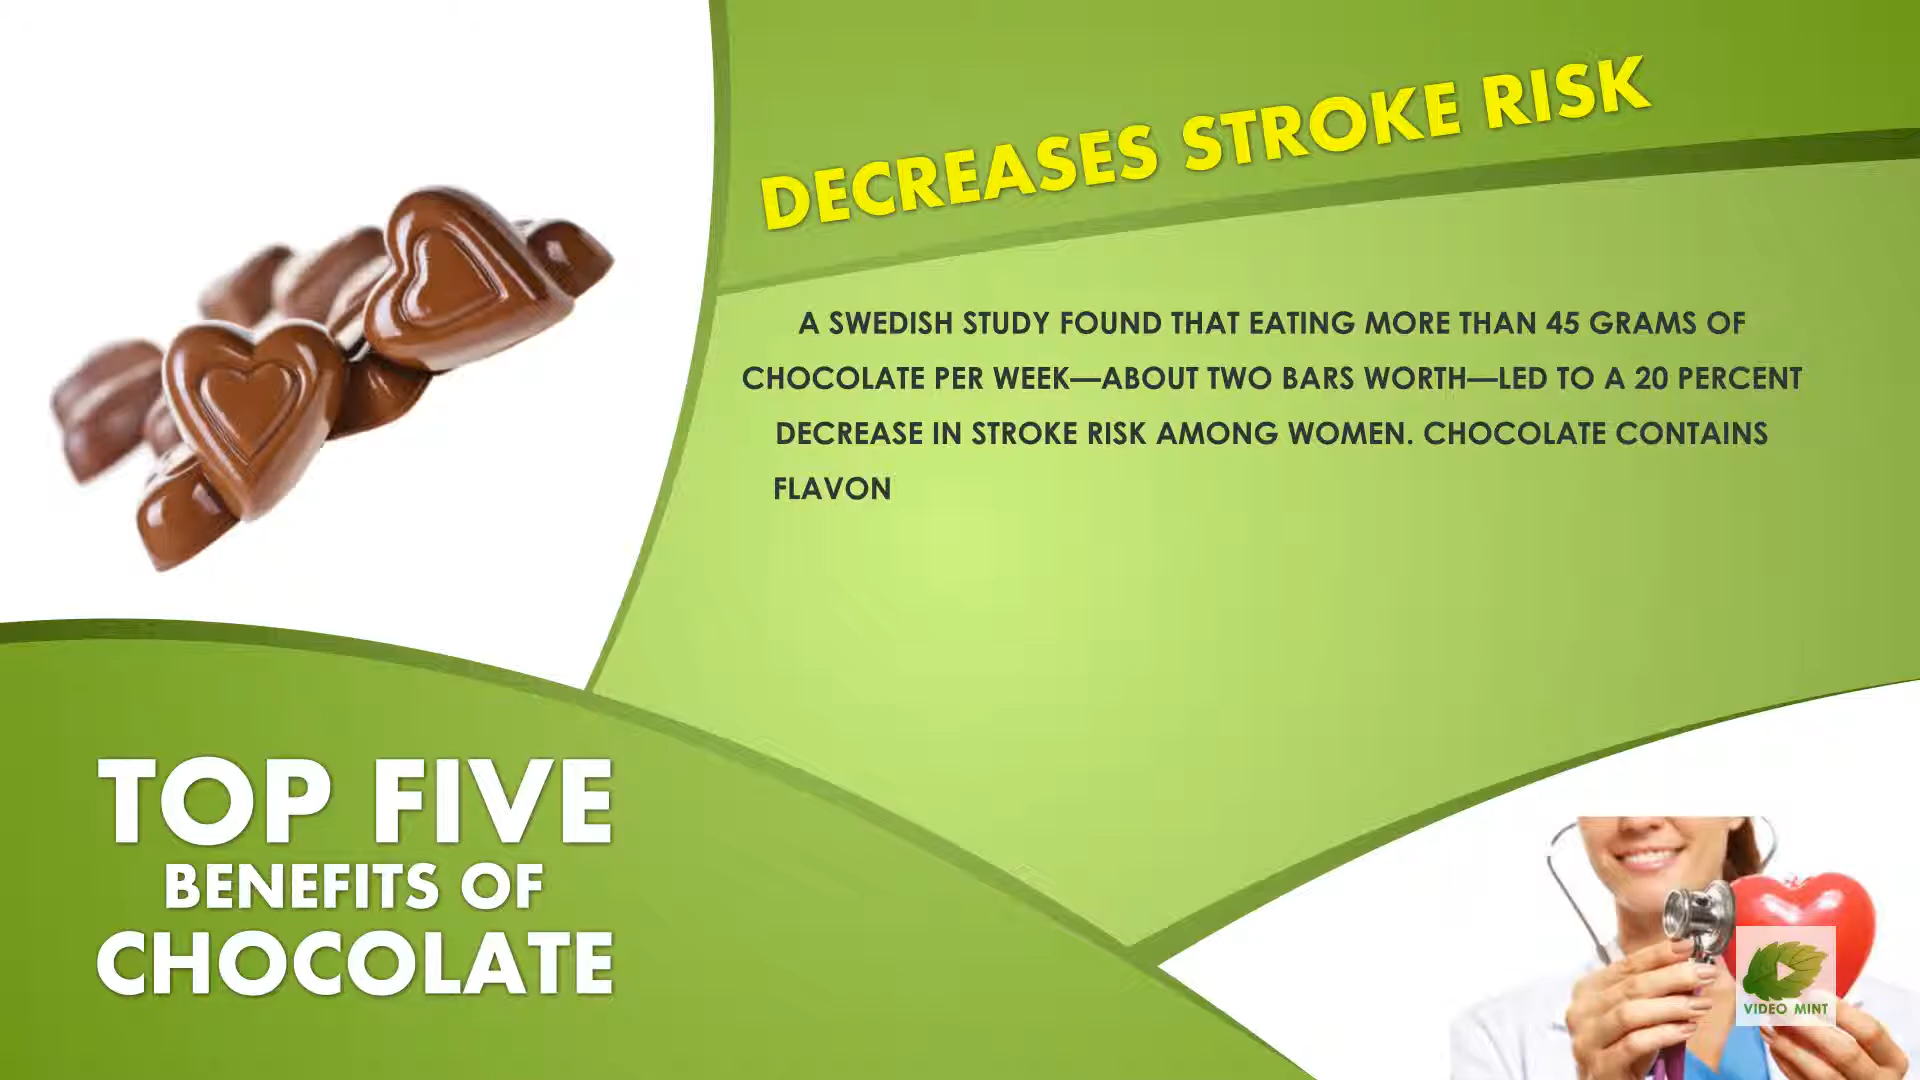 DECREASES STROKE RISK
A SWEDISH STUDY FOUND THAT EATING MORE THAN 45 GRAMS OF
CHOCOLATE PER WEEK—ABOUT TWO BARS WORTH—LED TO A 20 PERCENT
DECREASE IN STROKE RISK AMONG WOMEN. CHOCOLATE CONTAINS
FLAVON
TOP FIVE
BENEFITS OF
CHOCOLATE
VIDEO MINT